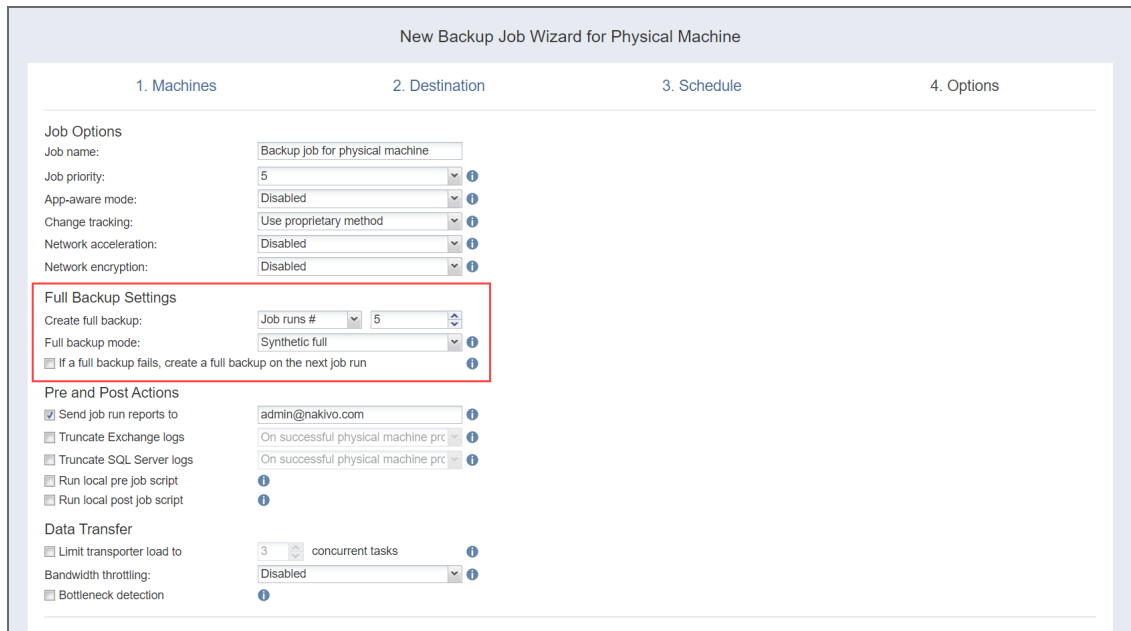 New Backup Job Wizard for Physical Machine
1. Machines 2. Destination 3. Schedule 4. Options
Job Options
Job name: Backup job for physical machine
Job priority: 5
App-aware mode: Disabled
Change tracking: Use proprietary method
Network acceleration: Disabled
Network encryption: Disabled
Full Backup Settings
Create full backup: Job runs # 5
Full backup mode: Synthetic full
If a full backup fails, create a full backup on the next job run
Pre and Post Actions
Send job run reports to admin@nakivo.com
Truncate Exchange logs On successful physical machine prc
Truncate SQL Server logs On successful physical machine prc
Run local pre job script
Run local post job script
Data Transfer
Limit transporter load to 3 concurrent tasks
Bandwidth throttling: Disabled
Bottleneck detection